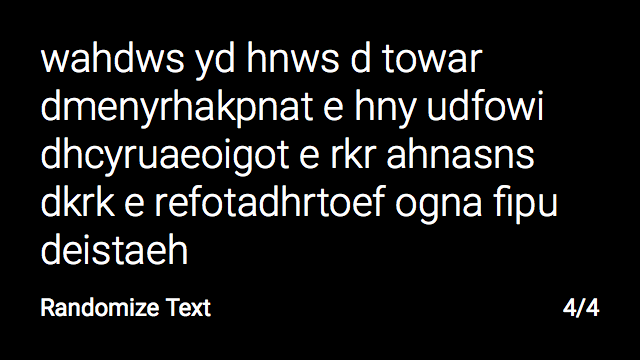 wahdws yd hnws d towar
dmenyrhakpnat e hny udfowi
dhcyruaeoigot e rkr ahnasns
dkrk e refotadhrtoef ogna fipu
deistaeh
Randomize Text 4/4